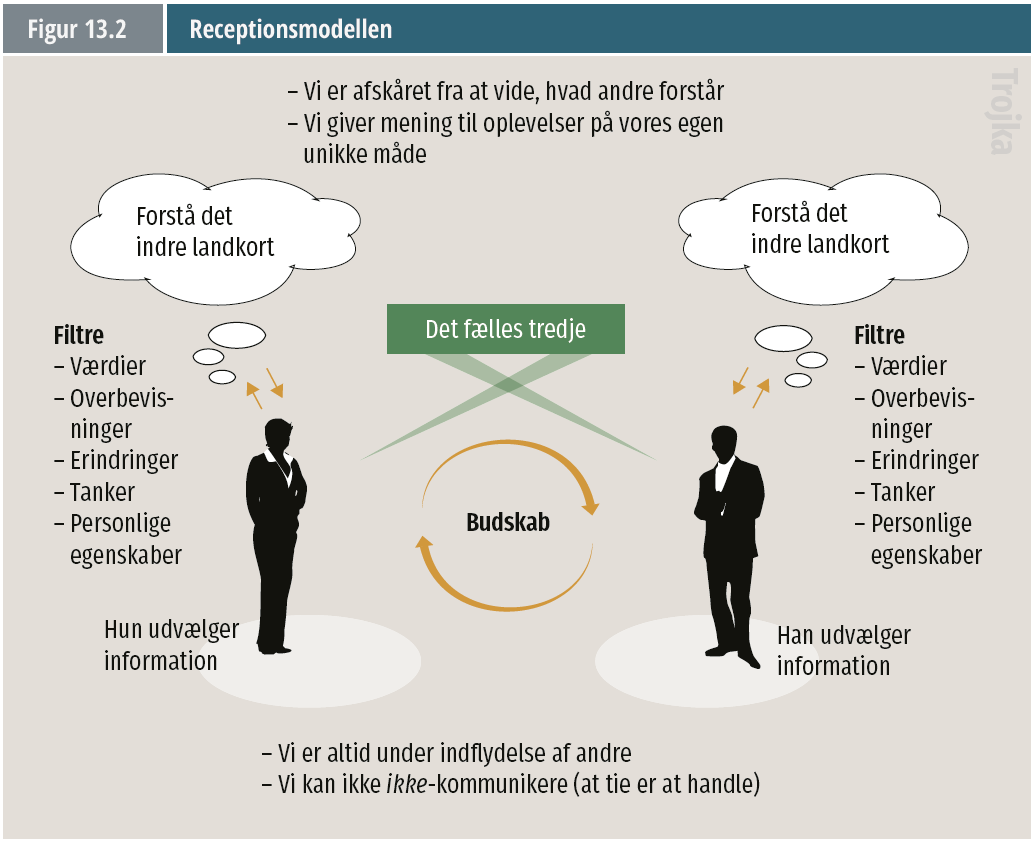 Figur 13.2
Receptionsmodellen
Trojka
– Vi er afskåret fra at vide, hvad andre forstår
– Vi giver mening til oplevelser på vores egen
unikke måde
Forstå det
indre landkort
Forstå det
indre landkort
Det fælles tredje
Filtre
– Værdier
– Overbevis-
ninger
– Erindringer
– Tanker
– Personlige
egenskaber
Budskab
Filtre
– Værdier
– Overbevis-
ninger
– Erindringer
– Tanker
– Personlige
egenskaber
Hun udvælger
information
Han udvælger
information
– Vi er altid under indflydelse af andre
– Vi kan ikke ikke-kommunikere (at tie er at handle)